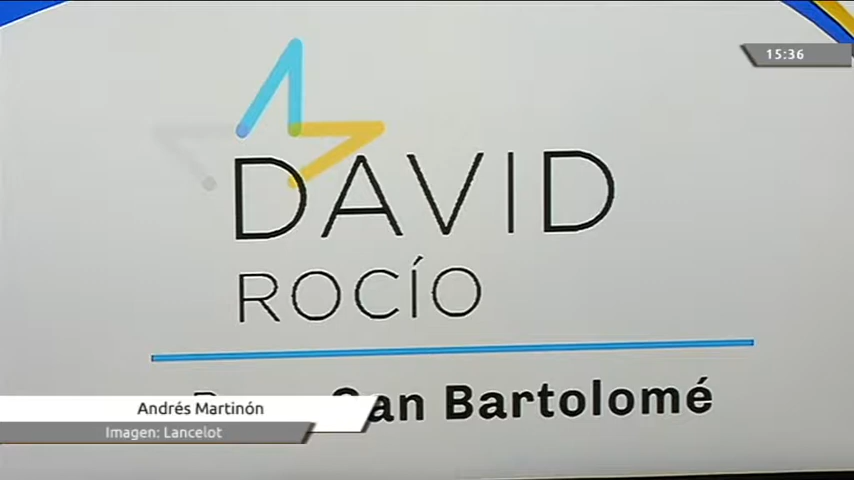 15:36
DAVID
ROCÍO
San Bartolomé
Andrés Martinón
Imagen: Lancelot